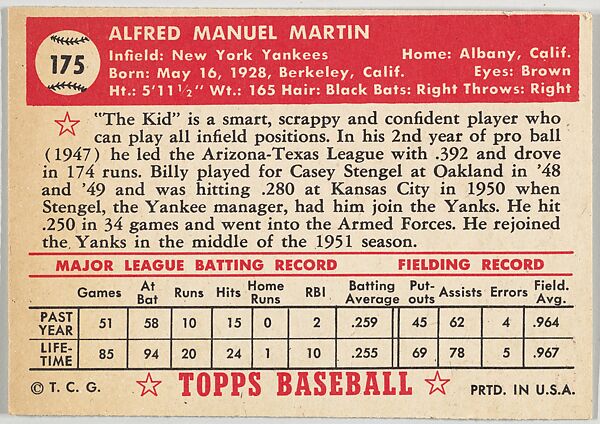 ALFRED MANUEL MARTIN
175
Infield: New York Yankees Home: Albany, Calif.
Born: May 16, 1928, Berkeley, Calif. Eyes: Brown
Ht.: 5'11½" Wt.: 165 Hair: Black Bats: Right Throws: Right
"The Kid" is a smart, scrappy and confident player who
can play all infield positions. In his 2nd year of pro ball
(1947) he led the Arizona-Texas League with .392 and drove
in 174 runs. Billy played for Casey Stengel at Oakland in '48
and '49 and was hitting .280 at Kansas City in 1950 when
Stengel, the Yankee manager, had him join the Yanks. He hit
.250 in 34 games and went into the Armed Forces. He rejoined
the Yanks in the middle of the 1951 season.
MAJOR LEAGUE BATTING RECORD FIELDING RECORD
Games At Bat Runs Hits Home Runs RBI Batting Average Put-outs Assists Errors Field. Avg.
PAST YEAR 51 58 10 15 0 2 .259 45 62 4 .964
LIFE-TIME 85 94 20 24 1 10 .255 69 78 5 .967
© T. C. G. TOPPS BASEBALL PRTD. IN U.S.A.